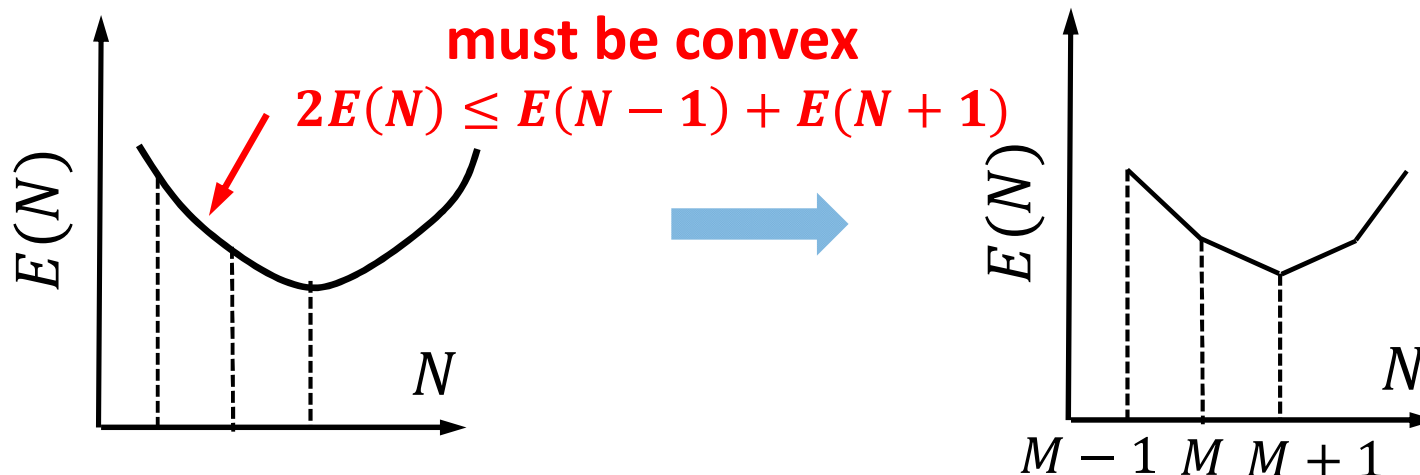 must be convex
2E(N) ≤ E(N − 1) + E(N + 1)
E(N)
N
E(N)
N
M − 1 M M + 1